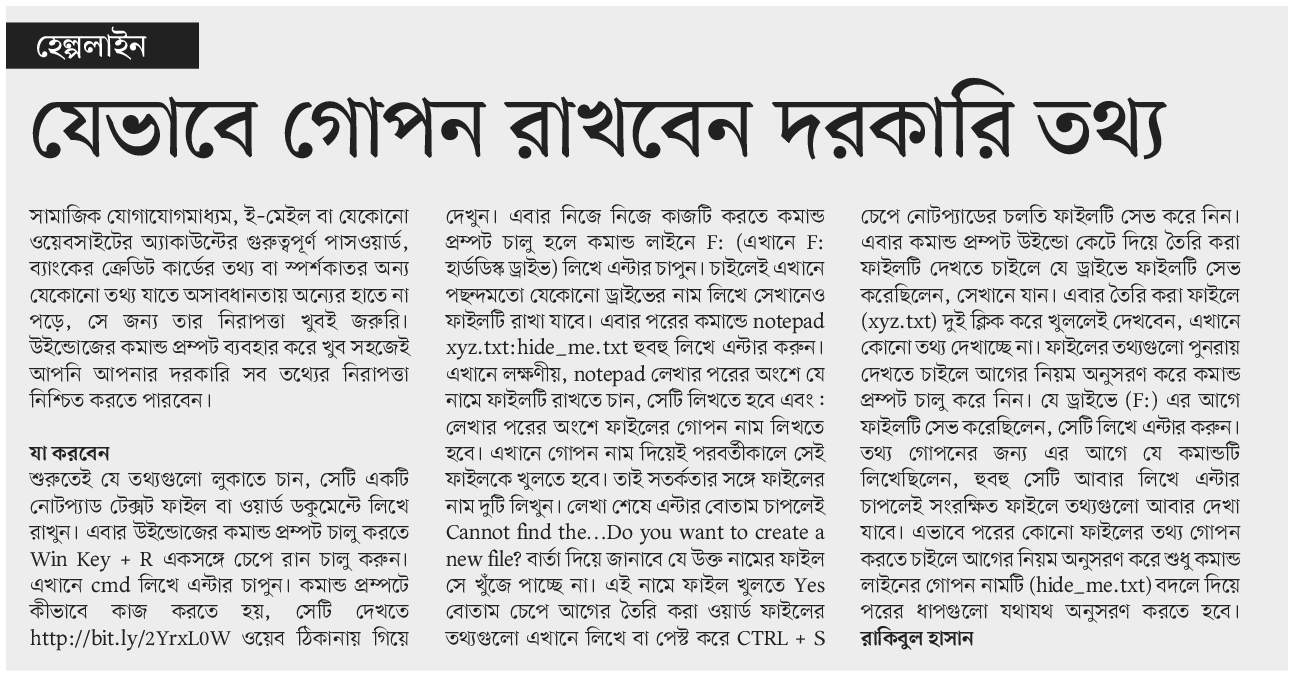 হেল্পলাইন
যেভাবে গোপন রাখবেন দরকারি তথ্য
সামাজিক যোগাযোগমাধ্যম, ই-মেইল বা যেকোনো
ওয়েবসাইটের অ্যাকাউন্টের গুরুত্বপূর্ণ পাসওয়ার্ড,
ব্যাংকের ক্রেডিট কার্ডের তথ্য বা স্পর্শকাতর অন্য
যেকোনো তথ্য যাতে অসাবধানতায় অন্যের হাতে না
পড়ে, সে জন্য তার নিরাপত্তা খুবই জরুরি।
উইন্ডোজের কমান্ড প্রম্পট ব্যবহার করে খুব সহজেই
আপনি আপনার দরকারি সব তথ্যের নিরাপত্তা
নিশ্চিত করতে পারবেন।
যা করবেন
শুরুতেই যে তথ্যগুলো লুকাতে চান, সেটি একটি
নোটপ্যাড টেক্সট ফাইল বা ওয়ার্ড ডকুমেন্টে লিখে
রাখুন। এবার উইন্ডোজের কমান্ড প্রম্পট চালু করতে
Win Key + R একসঙ্গে চেপে রান চালু করুন।
এখানে cmd লিখে এন্টার চাপুন। কমান্ড প্রম্পটে
কীভাবে কাজ করতে হয়, সেটি দেখতে
http://bit.ly/2YrxL0W ওয়েব ঠিকানায় গিয়ে
দেখুন। এবার নিজে নিজে কাজটি করতে কমান্ড
প্রম্পট চালু হলে কমান্ড লাইনে F: (এখানে F:
হার্ডডিস্ক ড্রাইভ) লিখে এন্টার চাপুন। চাইলেই এখানে
পছন্দমতো যেকোনো ড্রাইভের নাম লিখে সেখানেও
ফাইলটি রাখা যাবে। এবার পরের কমান্ডে notepad
xyz.txt:hide_me.txt হুবহু লিখে এন্টার করুন।
এখানে লক্ষণীয়, notepad লেখার পরের অংশে যে
নামে ফাইলটি রাখতে চান, সেটি লিখতে হবে এবং :
লেখার পরের অংশে ফাইলের গোপন নাম লিখতে
হবে। এখানে গোপন নাম দিয়েই পরবর্তীকালে সেই
ফাইলকে খুলতে হবে। তাই সতর্কতার সঙ্গে ফাইলের
নাম দুটি লিখুন। লেখা শেষে এন্টার বোতাম চাপলেই
Cannot find the...Do you want to create a
new file? বার্তা দিয়ে জানাবে যে উক্ত নামের ফাইল
সে খুঁজে পাচ্ছে না। এই নামে ফাইল খুলতে Yes
বোতাম চেপে আগের তৈরি করা ওয়ার্ড ফাইলের
তথ্যগুলো এখানে লিখে বা পেস্ট করে CTRL + S
চেপে নোটপ্যাডের চলতি ফাইলটি সেভ করে নিন।
এবার কমান্ড প্রম্পট উইন্ডো কেটে দিয়ে তৈরি করা
ফাইলটি দেখতে চাইলে যে ড্রাইভে ফাইলটি সেভ
করেছিলেন, সেখানে যান। এবার তৈরি করা ফাইলে
(xyz.txt) দুই ক্লিক করে খুললেই দেখবেন, এখানে
কোনো তথ্য দেখাচ্ছে না। ফাইলের তথ্যগুলো পুনরায়
দেখতে চাইলে আগের নিয়ম অনুসরণ করে কমান্ড
প্রম্পট চালু করে নিন। যে ড্রাইভে (F:) এর আগে
ফাইলটি সেভ করেছিলেন, সেটি লিখে এন্টার করুন।
তথ্য গোপনের জন্য এর আগে যে কমান্ডটি
লিখেছিলেন, হুবহু সেটি আবার লিখে এন্টার
চাপলেই সংরক্ষিত ফাইলে তথ্যগুলো আবার দেখা
যাবে। এভাবে পরের কোনো ফাইলের তথ্য গোপন
করতে চাইলে আগের নিয়ম অনুসরণ করে শুধু কমান্ড
লাইনের গোপন নামটি (hide_me.txt) বদলে দিয়ে
পরের ধাপগুলো যথাযথ অনুসরণ করতে হবে।
রাকিবুল হাসান